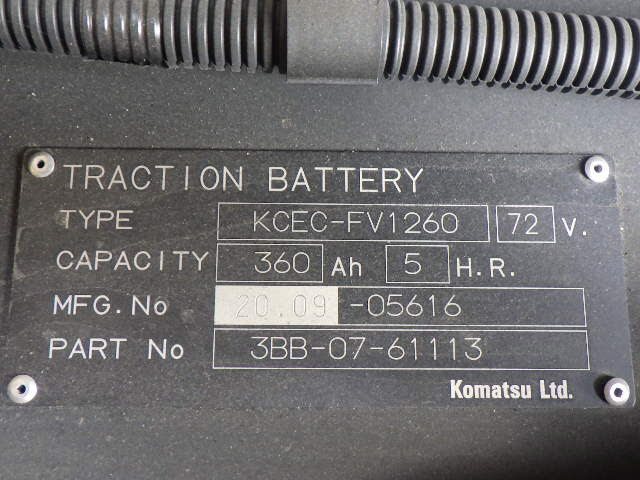 TRACTION BATTERY
TYPE KCEC-FV1260 72 V.
CAPACITY 360 Ah 5 H.R.
MFG.No 20.09 -05616
PART No 3BB-07-61113
Komatsu Ltd.